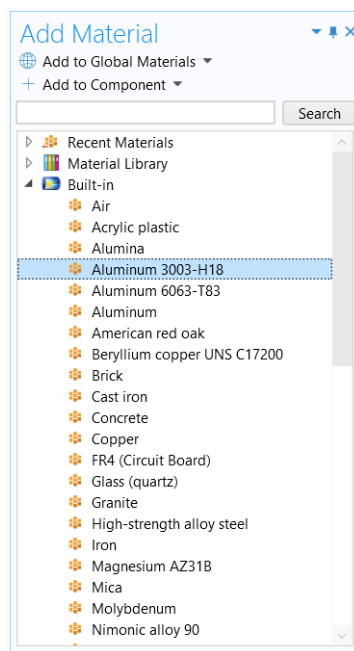 Add Material
Add to Global Materials
Add to Component
Search
Recent Materials
Material Library
Built-in
Air
Acrylic plastic
Alumina
Aluminum 3003-H18
Aluminum 6063-T83
Aluminum
American red oak
Beryllium copper UNS C17200
Brick
Cast iron
Concrete
Copper
FR4 (Circuit Board)
Glass (quartz)
Granite
High-strength alloy steel
Iron
Magnesium AZ31B
Mica
Molybdenum
Nimonic alloy 90